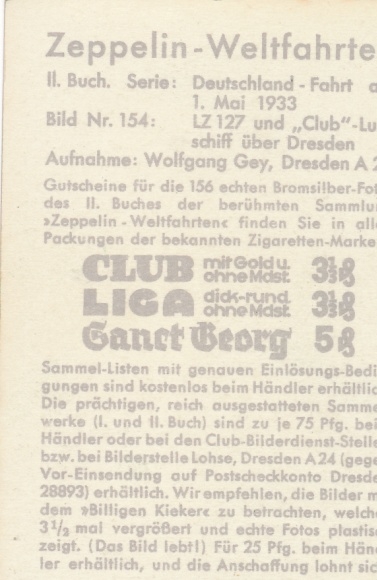 Zeppelin-Weltfahrte
II. Buch. Serie: Deutschland-Fahrt a
1. Mai 1933
Bild Nr. 154: LZ 127 und „Club“-Lu
schiff über Dresden
Aufnahme: Wolfgang Gey, Dresden A 2
Gutscheine für die 156 echten Bromsilber-Fot
des II. Buches der berühmten Sammlu
»Zeppelin-Weltfahrten« finden Sie in alle
Packungen der bekannten Zigaretten-Marke
CLUB mit Gold u. ohne Mdst. 3⅓ ₰
LIGA dick-rund ohne Mdst. 3⅓ ₰
Sanct Georg 5 ₰
Sammel-Listen mit genauen Einlösungs-Bedi
gungen sind kostenlos beim Händler erhältlic
Die prächtigen, reich ausgestatteten Samme
werke (I. und II. Buch) sind zu je 75 Pfg. bei
Händler oder bei den Club-Bilderdienst-Stelle
bzw. bei Bilderstelle Lohse, Dresden A 24 (gege
Vor-Einsendung auf Postscheckkonto Dresde
28893) erhältlich. Wir empfehlen, die Bilder m
dem »Billigen Kieker« zu betrachten, welche
3½ mal vergrößert und echte Fotos plastis
zeigt. (Das Bild lebt!) Für 25 Pfg. beim Hän
ler erhältlich, und die Anschaffung lohnt sic